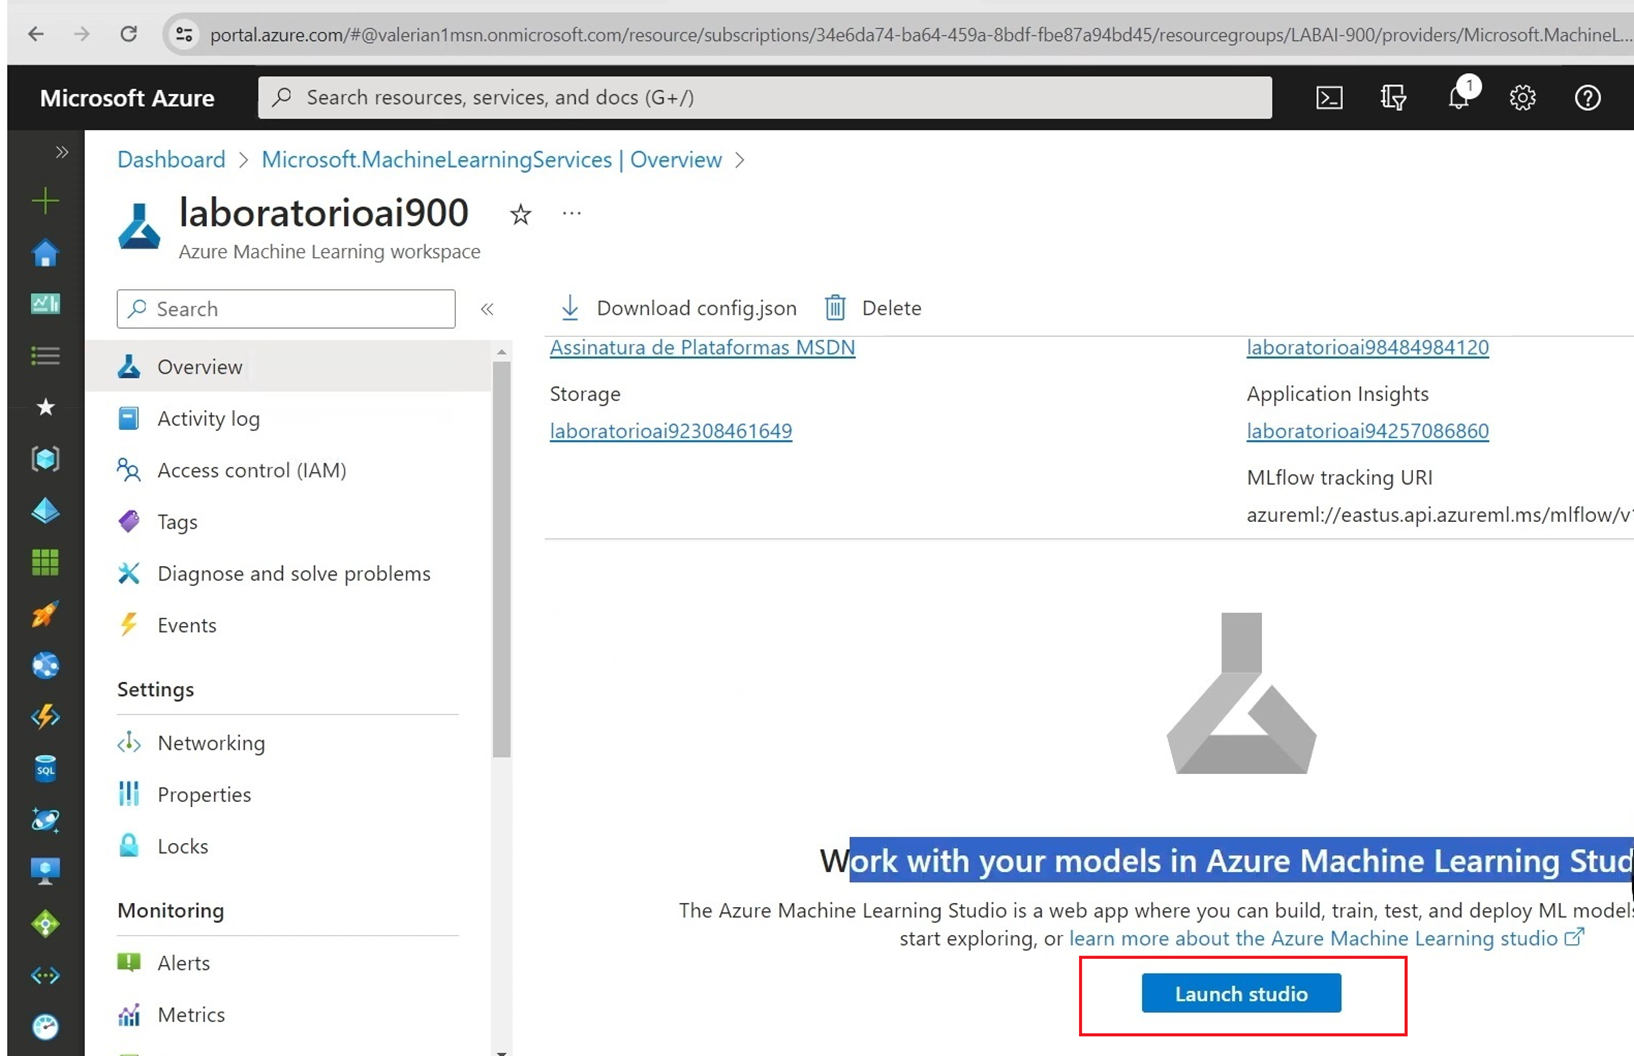 portal.azure.com/#@valerian1msn.onmicrosoft.com/resource/subscriptions/34e6da74-ba64-459a-8bdf-fbe87a94bd45/resourcegroups/LABAI-900/providers/Microsoft.MachineL...
Microsoft Azure
Search resources, services, and docs (G+/)
1
Dashboard > Microsoft.MachineLearningServices | Overview >
laboratorioai900
Azure Machine Learning workspace
Search
Download config.json
Delete
Overview
Activity log
Access control (IAM)
Tags
Diagnose and solve problems
Events
Settings
Networking
Properties
Locks
Monitoring
Alerts
Metrics
SQL
Assinatura de Plataformas MSDN
Storage
laboratorioai92308461649
laboratorioai98484984120
Application Insights
laboratorioai94257086860
MLflow tracking URI
azureml://eastus.api.azureml.ms/mlflow/v1
Work with your models in Azure Machine Learning Stud
The Azure Machine Learning Studio is a web app where you can build, train, test, and deploy ML models
start exploring, or learn more about the Azure Machine Learning studio
Launch studio